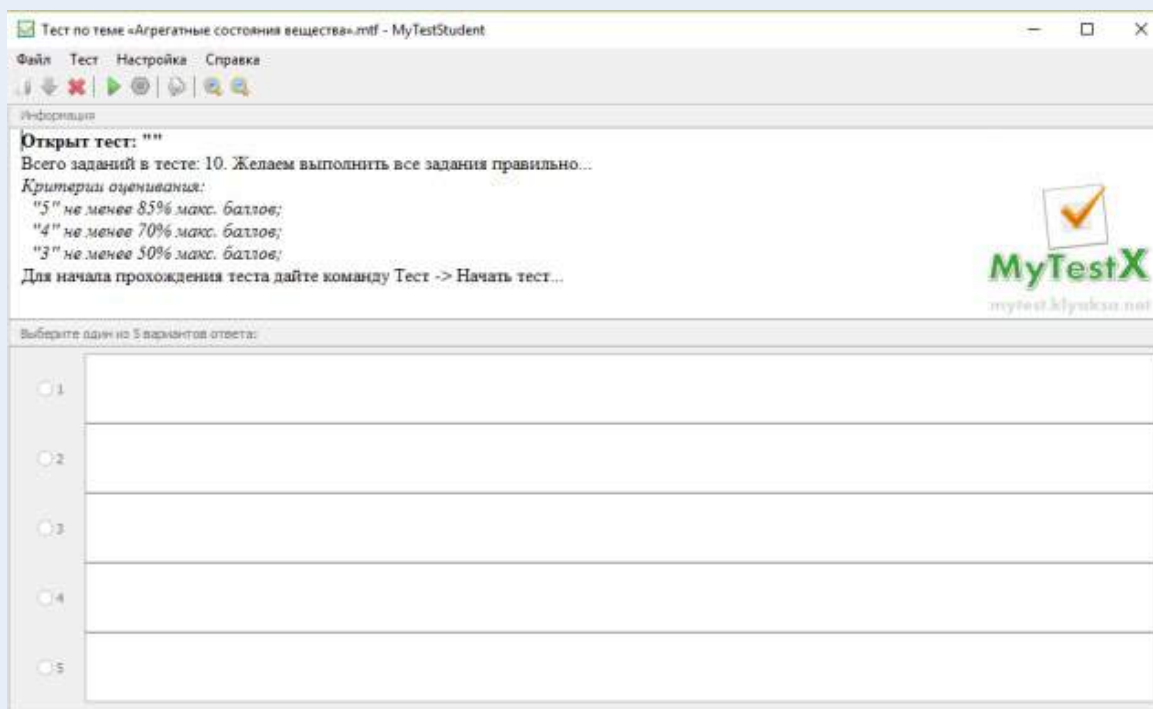 Тест по теме «Агрегатные состояния вещества».mtf - MyTestStudent
Файл Тест Настройка Справка
Информация
Открыт тест: ""
Всего заданий в тесте: 10. Желаем выполнить все задания правильно...
Критерии оценивания:
"5" не менее 85% макс. баллов;
"4" не менее 70% макс. баллов;
"3" не менее 50% макс. баллов;
Для начала прохождения теста дайте команду Тест -> Начать тест...
MyTestX
mytest.klyaksa.net
Выберите один из 5 вариантов ответа:
1
2
3
4
5